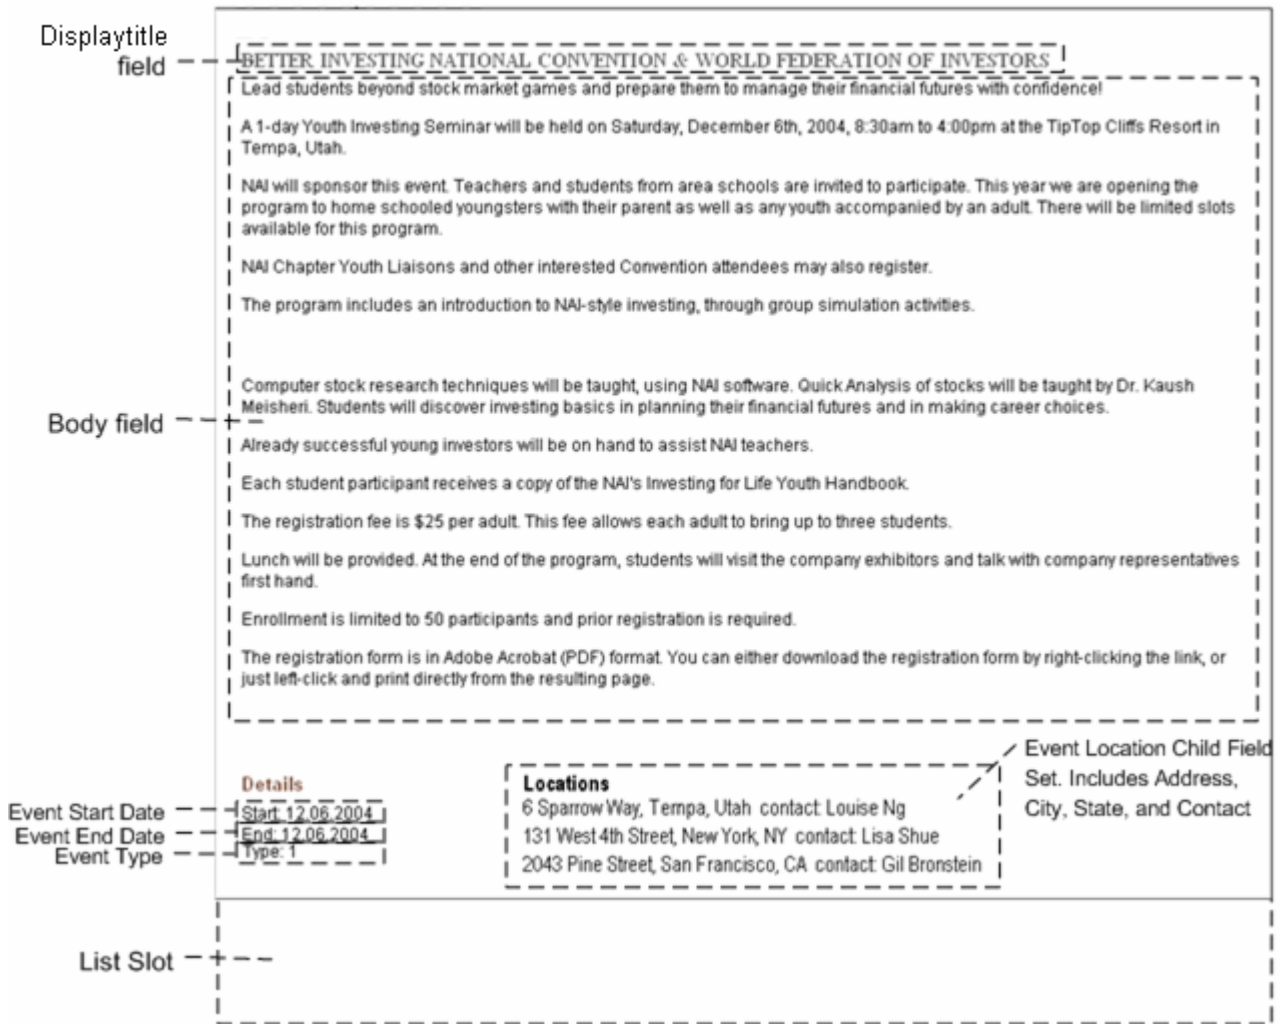 Displaytitle
field
BETTER INVESTING NATIONAL CONVENTION & WORLD FEDERATION OF INVESTORS
Lead students beyond stock market games and prepare them to manage their financial futures with confidence!
A 1-day Youth Investing Seminar will be held on Saturday, December 6th, 2004, 8:30am to 4:00pm at the TipTop Cliffs Resort in
Tempa, Utah.
NAI will sponsor this event. Teachers and students from area schools are invited to participate. This year we are opening the
program to home schooled youngsters with their parent as well as any youth accompanied by an adult. There will be limited slots
available for this program.
NAI Chapter Youth Liaisons and other interested Convention attendees may also register.
The program includes an introduction to NAI-style investing, through group simulation activities.
Computer stock research techniques will be taught, using NAI software. Quick Analysis of stocks will be taught by Dr. Kaush
Meisheri. Students will discover investing basics in planning their financial futures and in making career choices.
Body field
Already successful young investors will be on hand to assist NAI teachers.
Each student participant receives a copy of the NAI's Investing for Life Youth Handbook.
The registration fee is $25 per adult. This fee allows each adult to bring up to three students.
Lunch will be provided. At the end of the program, students will visit the company exhibitors and talk with company representatives
first hand.
Enrollment is limited to 50 participants and prior registration is required.
The registration form is in Adobe Acrobat (PDF) format. You can either download the registration form by right-clicking the link, or
just left-click and print directly from the resulting page.
Event Location Child Field
Set. Includes Address,
City, State, and Contact
Details
Event Start Date
Start: 12.06.2004
Event End Date
End: 12.06.2004
Event Type
Type: 1
Locations
6 Sparrow Way, Tempa, Utah contact: Louise Ng
131 West 4th Street, New York, NY contact: Lisa Shue
2043 Pine Street, San Francisco, CA contact: Gil Bronstein
List Slot